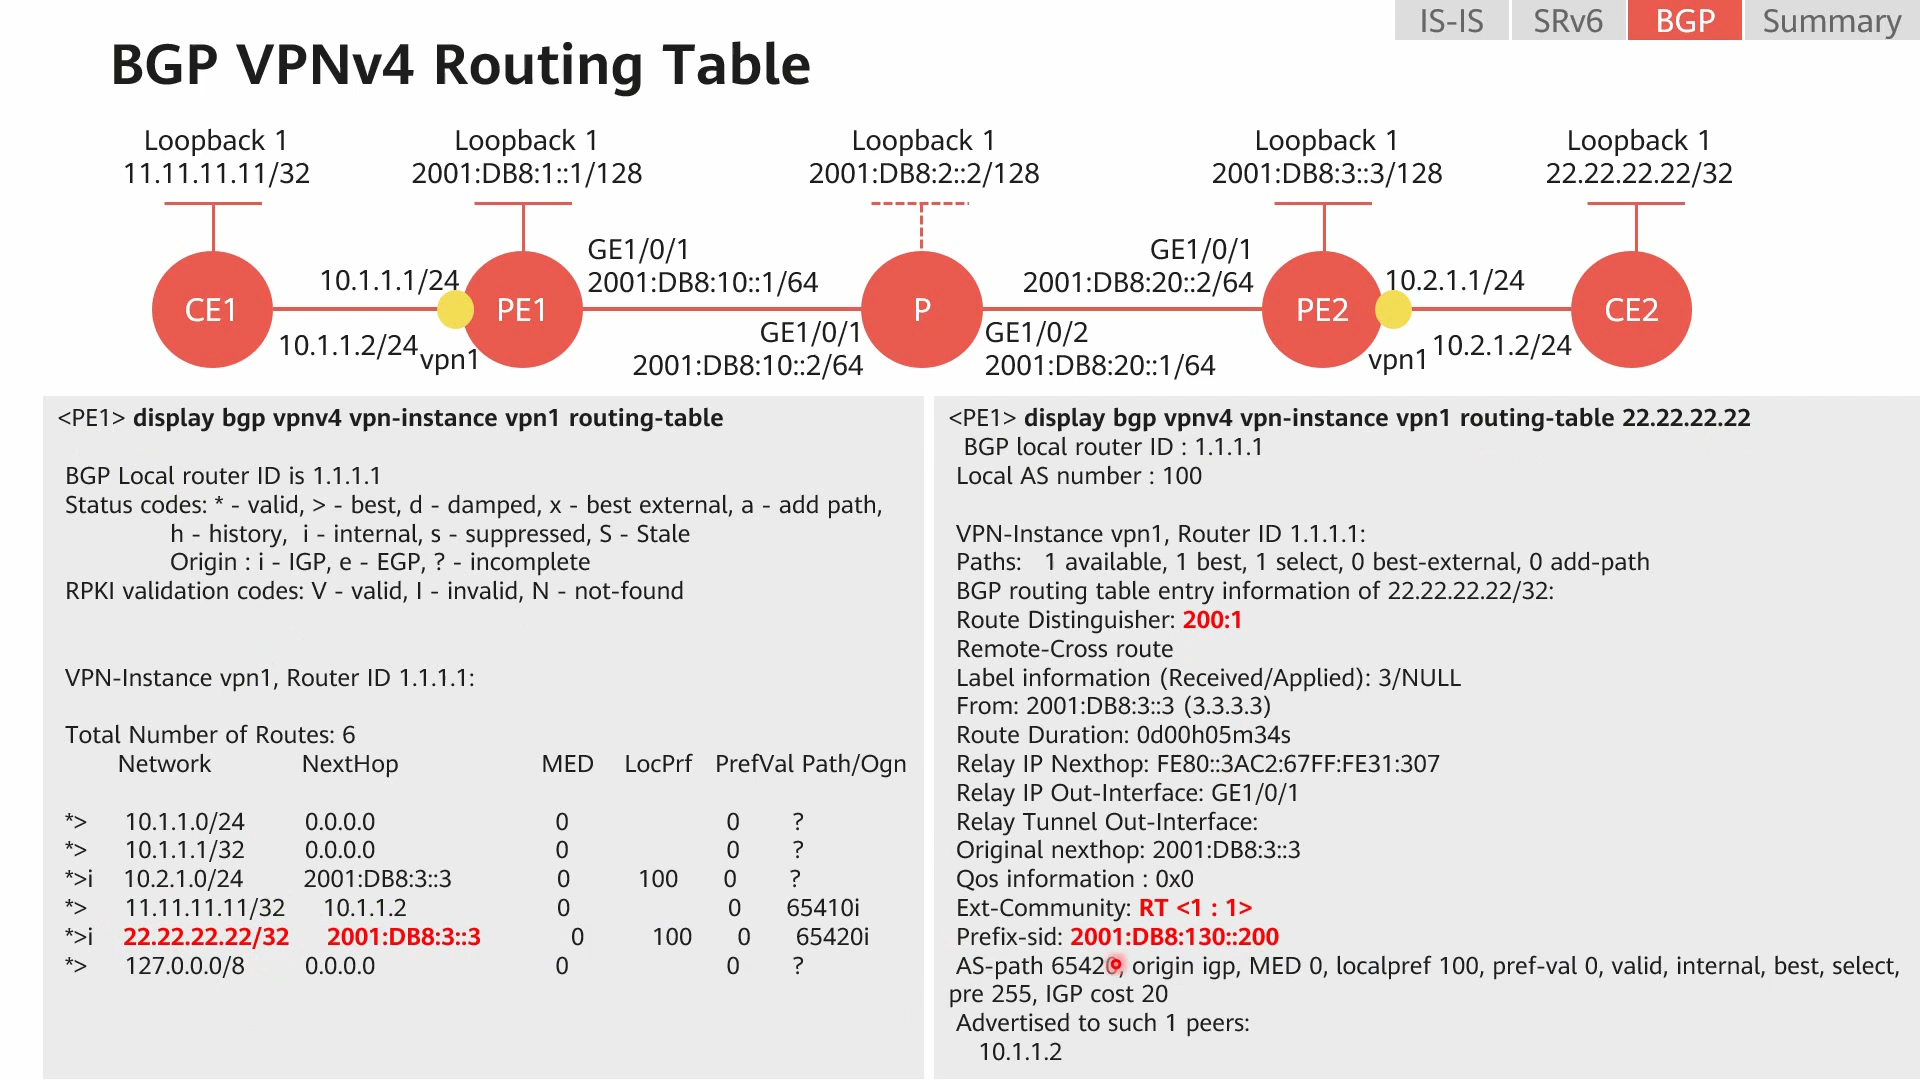 IS-IS SRv6 BGP Summary
BGP VPNv4 Routing Table
Loopback 1
11.11.11.11/32
Loopback 1
2001:DB8:1::1/128
Loopback 1
2001:DB8:2::2/128
Loopback 1
2001:DB8:3::3/128
Loopback 1
22.22.22.22/32
CE1
10.1.1.1/24
10.1.1.2/24
vpn1
PE1
GE1/0/1
2001:DB8:10::1/64
GE1/0/1
2001:DB8:10::2/64
P
GE1/0/1
2001:DB8:20::2/64
GE1/0/2
2001:DB8:20::1/64
PE2
10.2.1.1/24
vpn1
10.2.1.2/24
CE2
<PE1> display bgp vpnv4 vpn-instance vpn1 routing-table
BGP Local router ID is 1.1.1.1
Status codes: * - valid, > - best, d - damped, x - best external, a - add path,
h - history, i - internal, s - suppressed, S - Stale
Origin : i - IGP, e - EGP, ? - incomplete
RPKI validation codes: V - valid, I - invalid, N - not-found
VPN-Instance vpn1, Router ID 1.1.1.1:
Total Number of Routes: 6
Network NextHop MED LocPrf PrefVal Path/Ogn
*> 10.1.1.0/24 0.0.0.0 0 0 ?
*> 10.1.1.1/32 0.0.0.0 0 0 ?
*>i 10.2.1.0/24 2001:DB8:3::3 0 100 0 ?
*> 11.11.11.11/32 10.1.1.2 0 0 65410i
*>i 22.22.22.22/32 2001:DB8:3::3 0 100 0 65420i
*> 127.0.0.0/8 0.0.0.0 0 0 ?
<PE1> display bgp vpnv4 vpn-instance vpn1 routing-table 22.22.22.22
BGP local router ID : 1.1.1.1
Local AS number : 100
VPN-Instance vpn1, Router ID 1.1.1.1:
Paths: 1 available, 1 best, 1 select, 0 best-external, 0 add-path
BGP routing table entry information of 22.22.22.22/32:
Route Distinguisher: 200:1
Remote-Cross route
Label information (Received/Applied): 3/NULL
From: 2001:DB8:3::3 (3.3.3.3)
Route Duration: 0d00h05m34s
Relay IP Nexthop: FE80::3AC2:67FF:FE31:307
Relay IP Out-Interface: GE1/0/1
Relay Tunnel Out-Interface:
Original nexthop: 2001:DB8:3::3
Qos information : 0x0
Ext-Community: RT <1 : 1>
Prefix-sid: 2001:DB8:130::200
AS-path 65420, origin igp, MED 0, localpref 100, pref-val 0, valid, internal, best, select,
pre 255, IGP cost 20
Advertised to such 1 peers:
10.1.1.2